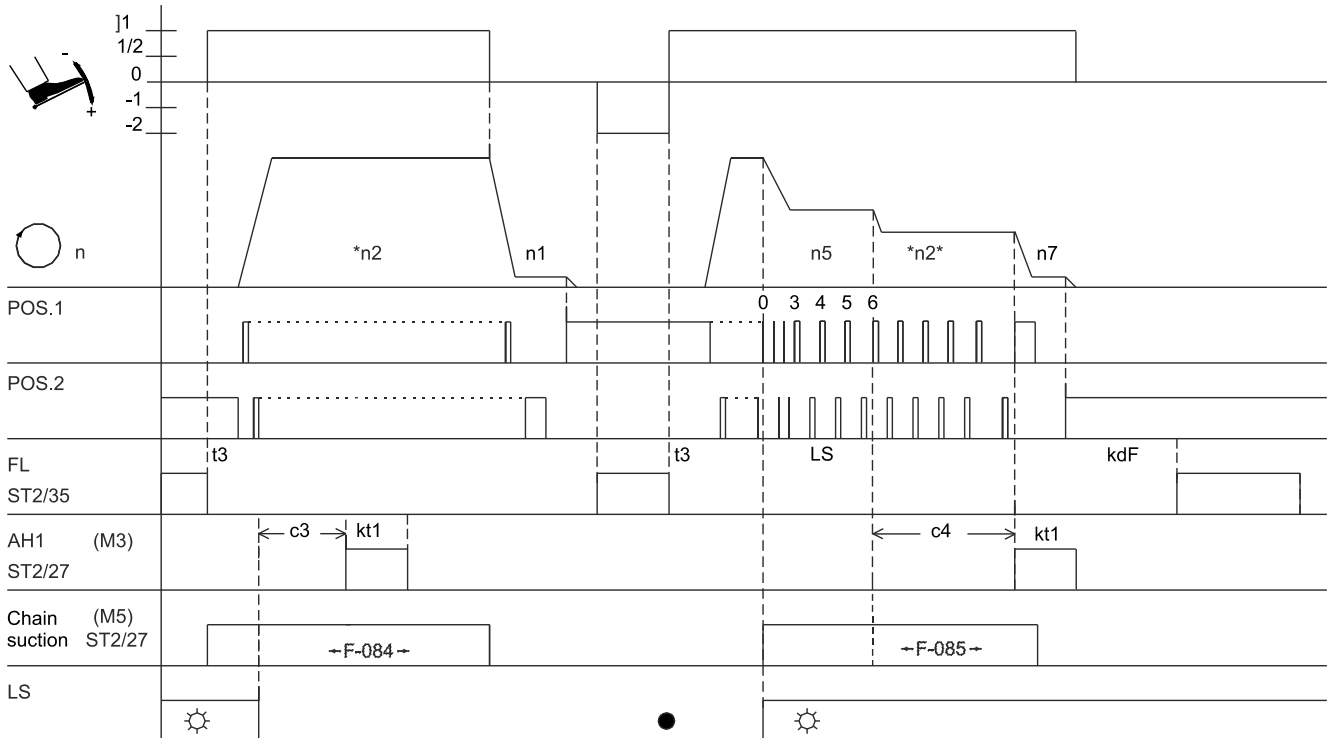 ]1
1/2
0
-1
-2
-
+
n
*n2
n1
n5
*n2*
n7
POS.1
0 3 4 5 6
POS.2
FL
ST2/35
t3
t3
LS
kdF
AH1 (M3)
ST2/27
c3
kt1
c4
kt1
Chain (M5)
suction ST2/27
F-084
F-085
LS